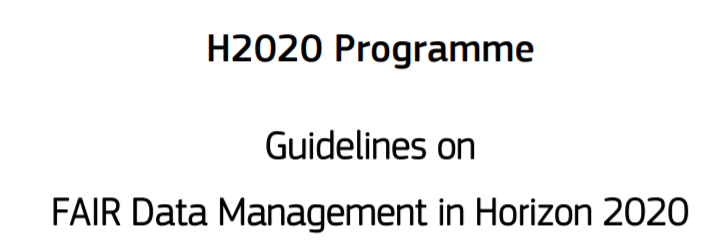 H2020 Programme
Guidelines on
FAIR Data Management in Horizon 2020